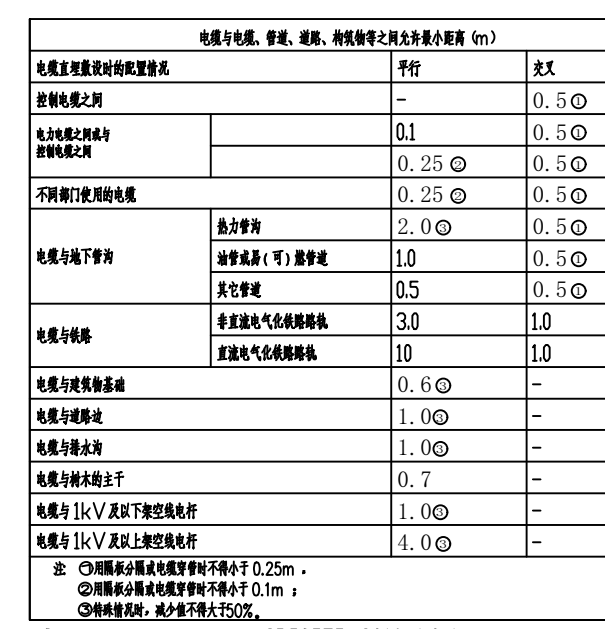 电缆与电缆、管道、道路、构筑物等之间允许最小距离 (m)
电缆直埋敷设时的配置情况 平行 交叉
控制电缆之间 - 0.5①
电力电缆之间或与
控制电缆之间 0.1 0.5①
0.25② 0.5①
不同部门使用的电缆 0.25② 0.5①
电缆与地下管沟 热力管沟 2.0③ 0.5①
油管或易(可)燃管道 1.0 0.5①
其它管道 0.5 0.5①
电缆与铁路 非直流电气化铁路路轨 3.0 1.0
直流电气化铁路路轨 10 1.0
电缆与建筑物基础 0.6③ -
电缆与道路边 1.0③ -
电缆与排水沟 1.0③ -
电缆与树木的主干 0.7 -
电缆与1kV及以下架空线电杆 1.0③ -
电缆与1kV及以上架空线电杆 4.0③ -
注 ①用隔板分隔或电缆穿管时不得小于0.25m。
②用隔板分隔或电缆穿管时不得小于0.1m；
③特殊情况时，减少值不得大于50%。